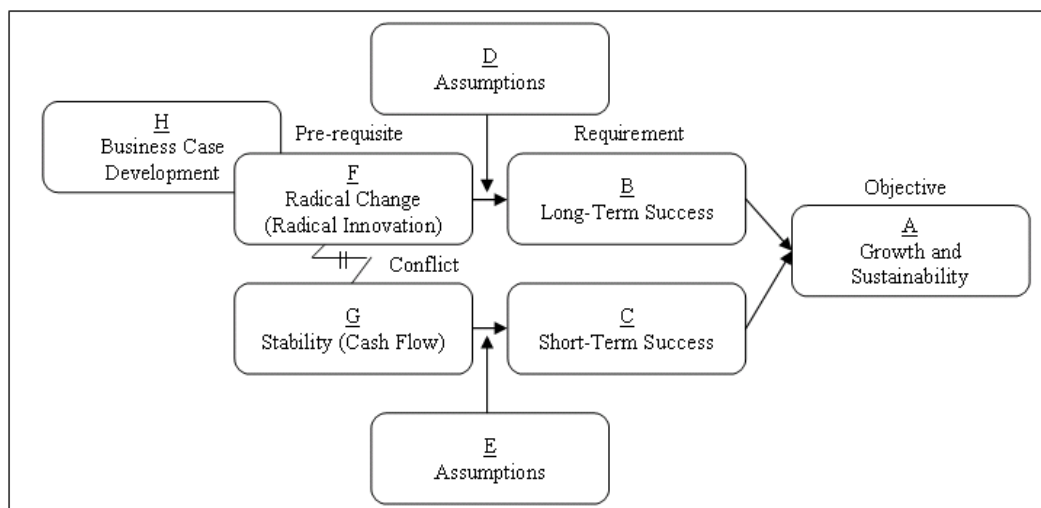 D
Assumptions
H
Business Case
Development
Pre-requisite
Requirement
F
Radical Change
(Radical Innovation)
B
Long-Term Success
Objective
A
Growth and
Sustainability
Conflict
G
Stability (Cash Flow)
C
Short-Term Success
E
Assumptions